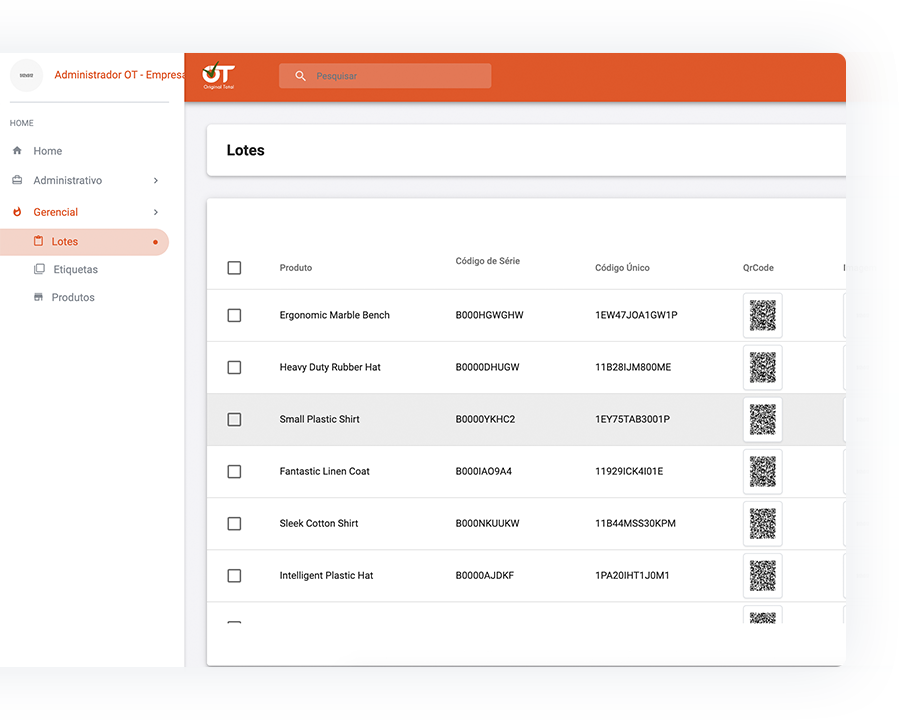 Administrador OT - Empresa
OT
Original Total
Pesquisar
HOME
Home
Administrativo
Gerencial
Lotes
Etiquetas
Produtos
Lotes
Produto Código de Série Código Único QrCode
Ergonomic Marble Bench B000HGWGHW 1EW47JOA1GW1P
Heavy Duty Rubber Hat B0000DHUGW 11B28IJM800ME
Small Plastic Shirt B0000YKHC2 1EY75TAB3001P
Fantastic Linen Coat B000IAO9A4 11929ICK4I01E
Sleek Cotton Shirt B000NKUUKW 11B44MSS30KPM
Intelligent Plastic Hat B0000AJDKF 1PA20IHT1J0M1